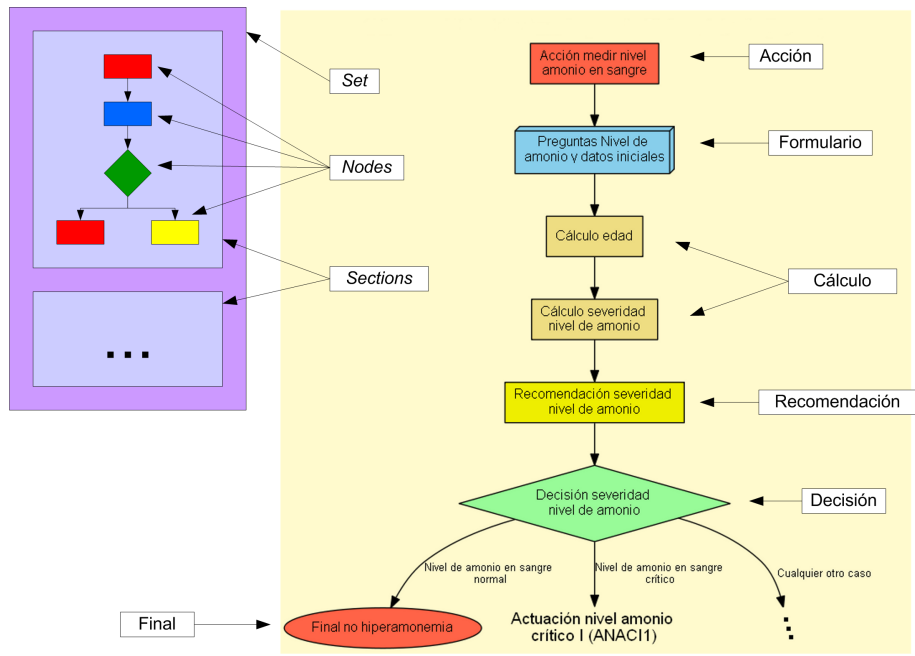 Set
Nodes
Sections
Acción medir nivel
amonio en sangre
Acción
Preguntas Nivel de
amonio y datos iniciales
Formulario
Cálculo edad
Cálculo
Cálculo severidad
nivel de amonio
Recomendación severidad
nivel de amonio
Recomendación
Decisión severidad
nivel de amonio
Decisión
Nivel de amonio en sangre
normal
Nivel de amonio en sangre
crítico
Cualquier otro caso
Final
Final no hiperamonemia
Actuación nivel amonio
crítico I (ANACI1)